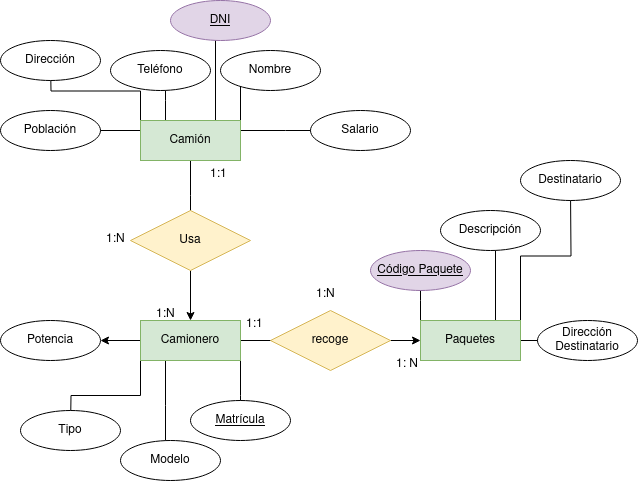 DNI
Dirección
Teléfono
Nombre
Población
Camión
Salario
1:1
Destinatario
1:N
Usa
Descripción
Código Paquete
1:N
1:N
1:1
Potencia
Camionero
recoge
Paquetes
Dirección
Destinatario
1: N
Matrícula
Tipo
Modelo